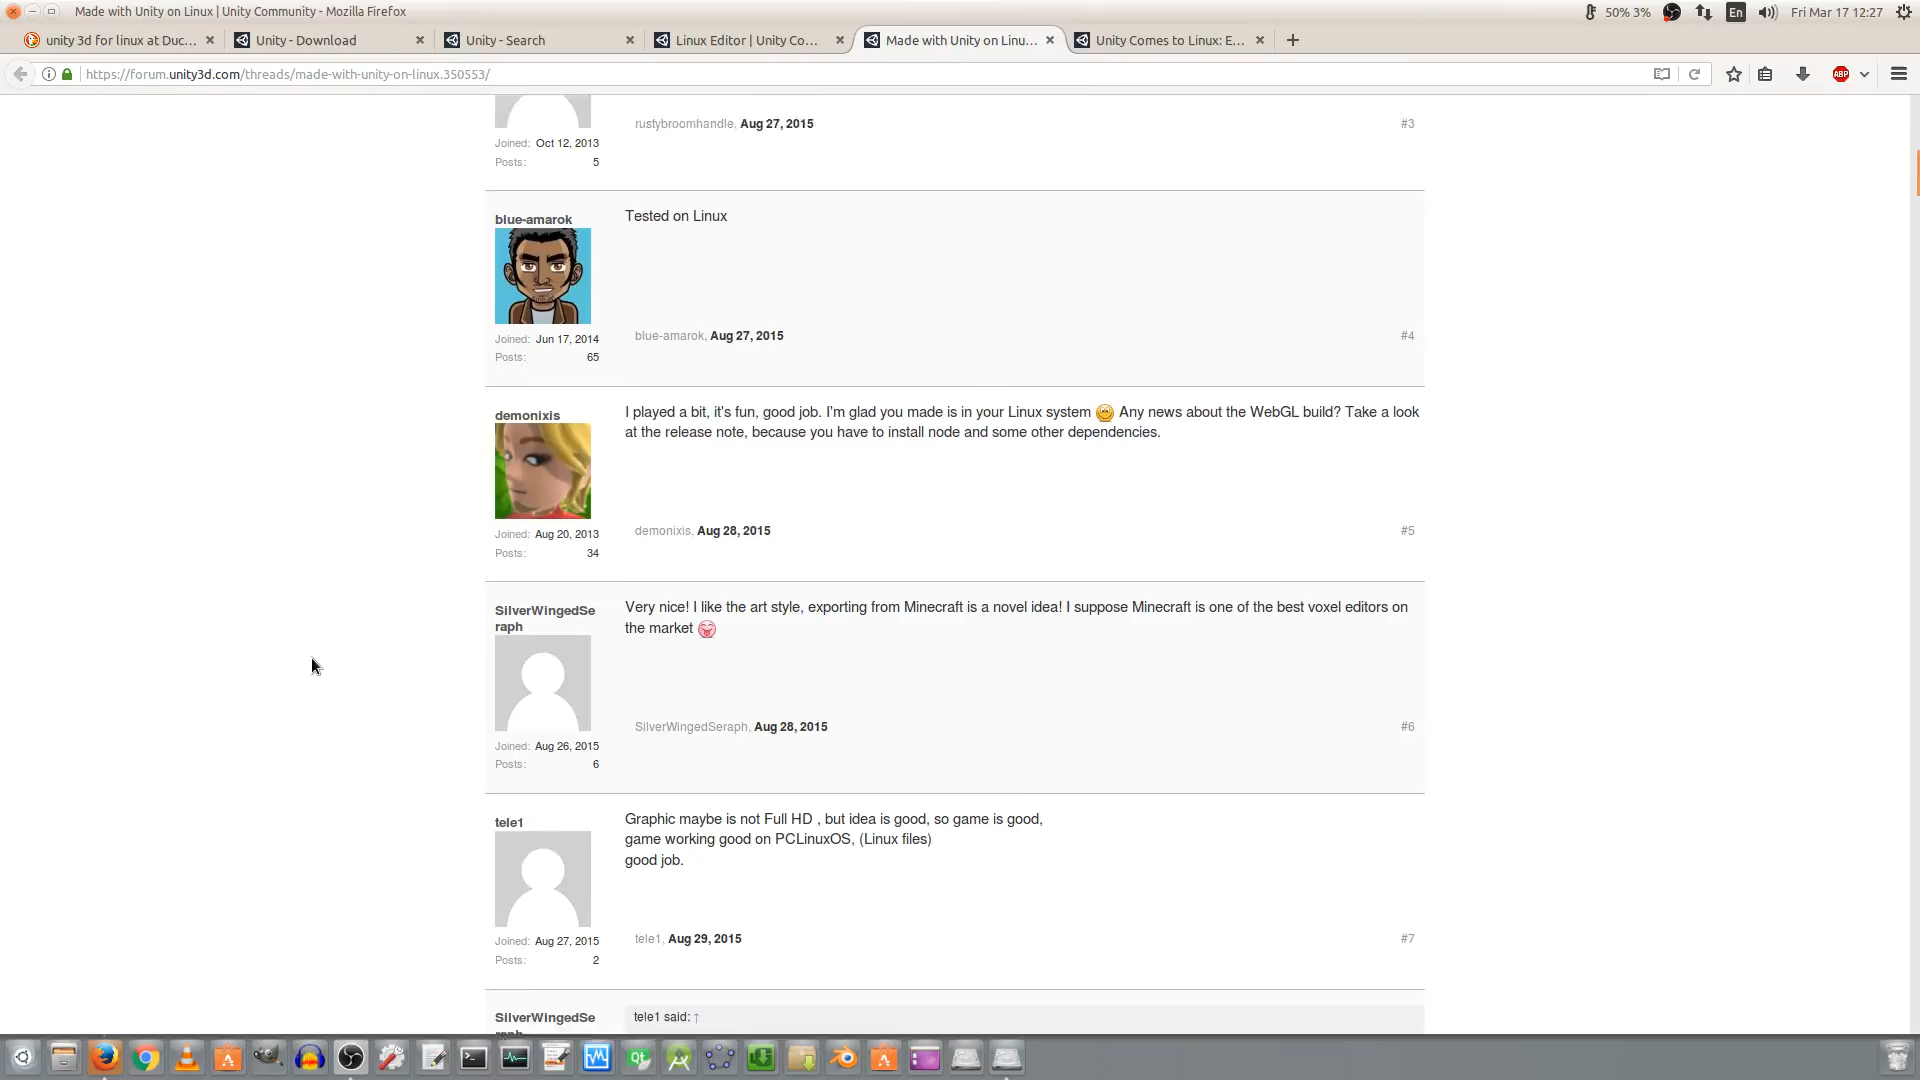 Made with Unity on Linux | Unity Community - Mozilla Firefox
50% 3%
En
Fri Mar 17 12:27
unity 3d for linux at Duc...
Unity - Download
Unity - Search
Linux Editor | Unity Co...
Made with Unity on Linu...
Unity Comes to Linux: E...
https://forum.unity3d.com/threads/made-with-unity-on-linux.350553/
ABP
rustybroomhandle, Aug 27, 2015
#3
Joined: Oct 12, 2013
Posts: 5
blue-amarok
Tested on Linux
blue-amarok, Aug 27, 2015
#4
Joined: Jun 17, 2014
Posts: 65
demonixis
I played a bit, it's fun, good job. I'm glad you made is in your Linux system Any news about the WebGL build? Take a look
at the release note, because you have to install node and some other dependencies.
demonixis, Aug 28, 2015
#5
Joined: Aug 20, 2013
Posts: 34
SilverWingedSe
raph
Very nice! I like the art style, exporting from Minecraft is a novel idea! I suppose Minecraft is one of the best voxel editors on
the market
SilverWingedSeraph, Aug 28, 2015
#6
Joined: Aug 26, 2015
Posts: 6
tele1
Graphic maybe is not Full HD , but idea is good, so game is good,
game working good on PCLinuxOS, (Linux files)
good job.
tele1, Aug 29, 2015
#7
Joined: Aug 27, 2015
Posts: 2
SilverWingedSe
tele1 said: ↑
Qt